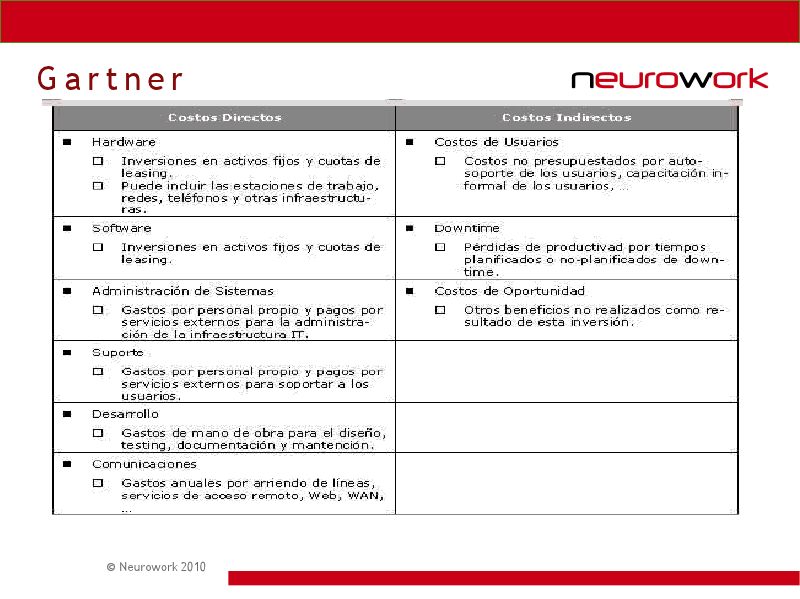 Gartner
neurowork
Costos Directos
Hardware
Inversiones en activos fijos y cuotas de
leasing.
Puede incluir las estaciones de trabajo,
redes, teléfonos y otras infraestructu-
ras.
Software
Inversiones en activos fijos y cuotas de
leasing.
Administración de Sistemas
Gastos por personal propio y pagos por
servicios externos para la administra-
ción de la infraestructura IT.
Suporte
Gastos por personal propio y pagos por
servicios externos para soportar a los
usuarios.
Desarrollo
Gastos de mano de obra para el diseño,
testing, documentación y mantención.
Comunicaciones
Gastos anuales por arriendo de líneas,
servicios de acceso remoto, Web, WAN,
...
Costos Indirectos
Costos de Usuarios
Costos no presupuestados por auto-
soporte de los usuarios, capacitación in-
formal de los usuarios, ...
Downtime
Pérdidas de productivad por tiempos
planificados o no-planificados de down-
time.
Costos de Oportunidad
Otros beneficios no realizados como re-
sultado de esta inversión.
© Neurowork 2010